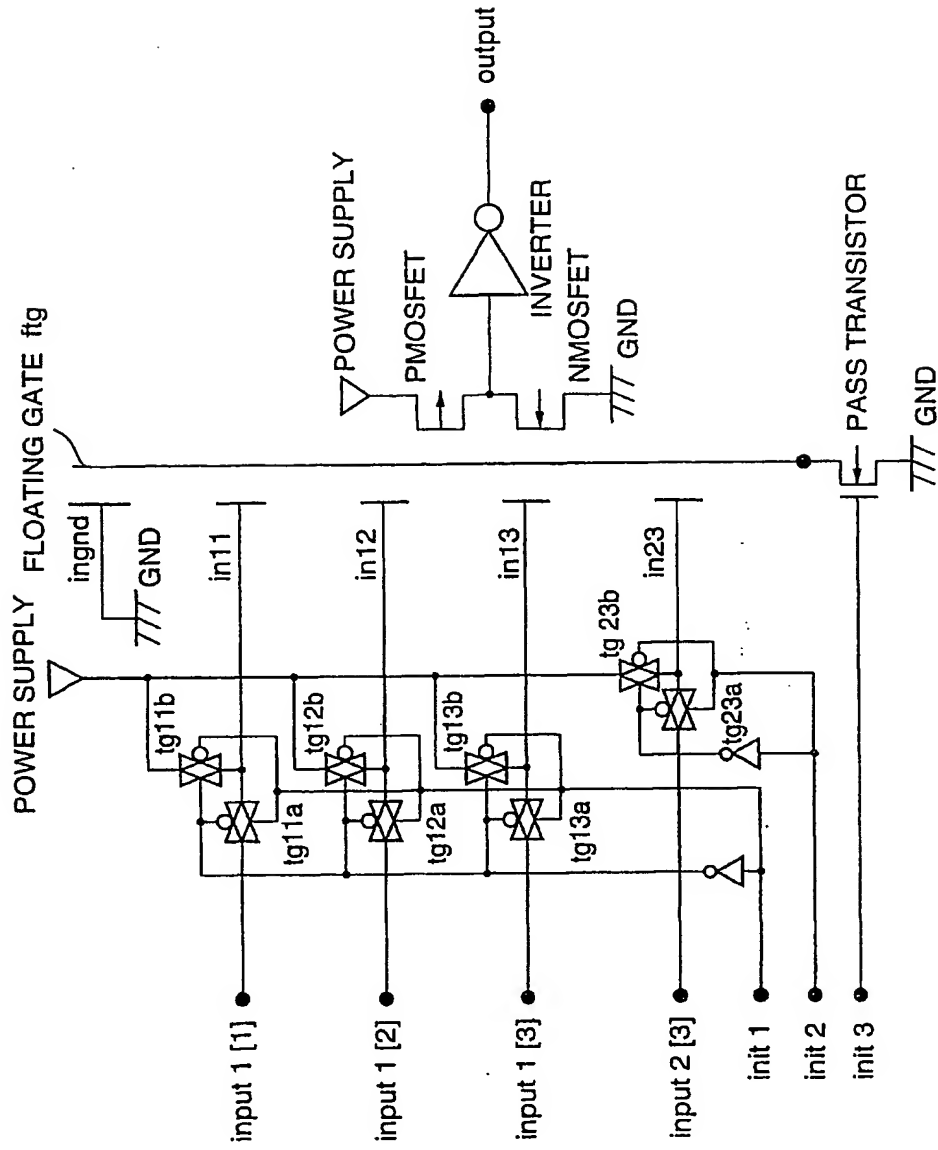 POWER SUPPLY
FLOATING GATE ftg
ingnd
GND
tg11b
in11
tg11a
input 1 [1]
tg12b
in12
tg12a
input 1 [2]
tg13b
in13
tg13a
input 1 [3]
tg 23b
in23
tg23a
input 2 [3]
init 1
init 2
init 3
POWER SUPPLY
PMOSFET
INVERTER
output
NMOSFET
GND
PASS TRANSISTOR
GND